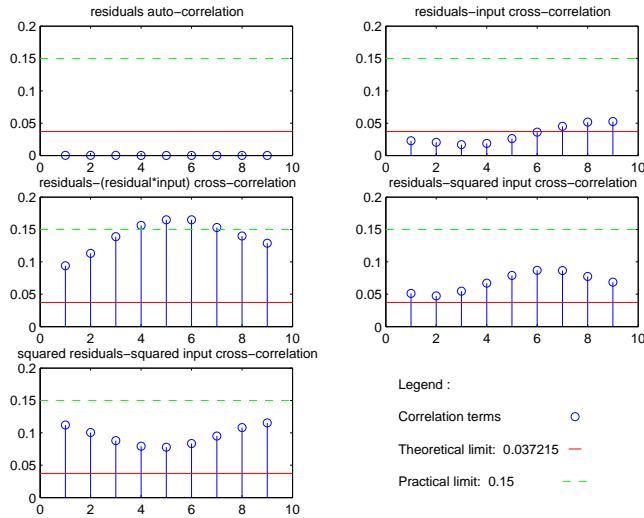 residuals auto-correlation
0.2
0.15
0.1
0.05
0
0 2 4 6 8 10
residuals-input cross-correlation
0.2
0.15
0.1
0.05
0
0 2 4 6 8 10
residuals-(residual*input) cross-correlation
0.2
0.15
0.1
0.05
0
0 2 4 6 8 10
residuals-squared input cross-correlation
0.2
0.15
0.1
0.05
0
0 2 4 6 8 10
squared residuals-squared input cross-correlation
0.2
0.15
0.1
0.05
0
0 2 4 6 8 10
Legend :
Correlation terms
Theoretical limit: 0.037215
Practical limit: 0.15